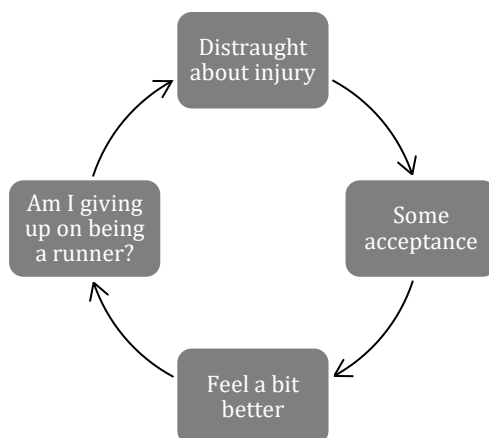 Distraught
about injury
Some
acceptance
Feel a bit
better
Am I giving
up on being
a runner?